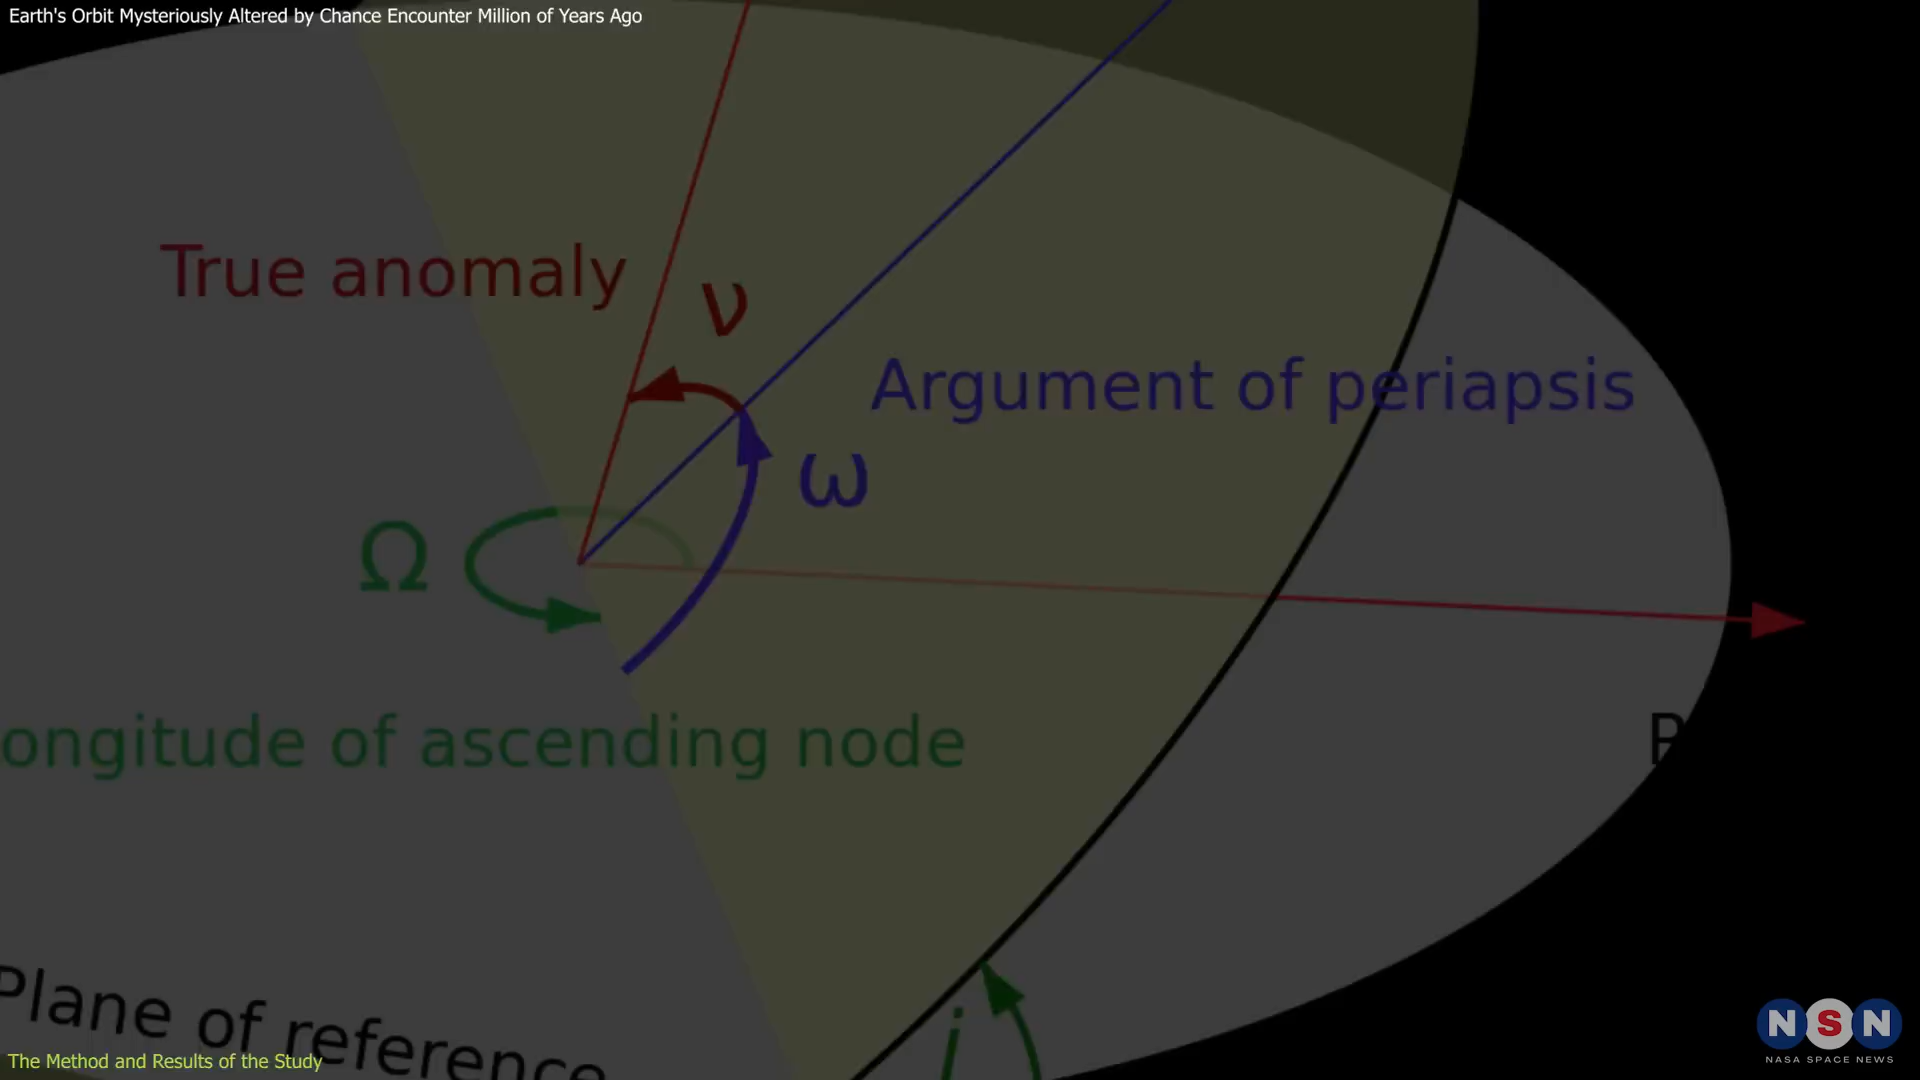 Earth's Orbit Mysteriously Altered by Chance Encounter Million of Years Ago
True anomaly
ν
Argument of periapsis
ω
Ω
ongitude of ascending node
P
Plane of reference
i
The Method and Results of the Study
NSN
NASA SPACE NEWS